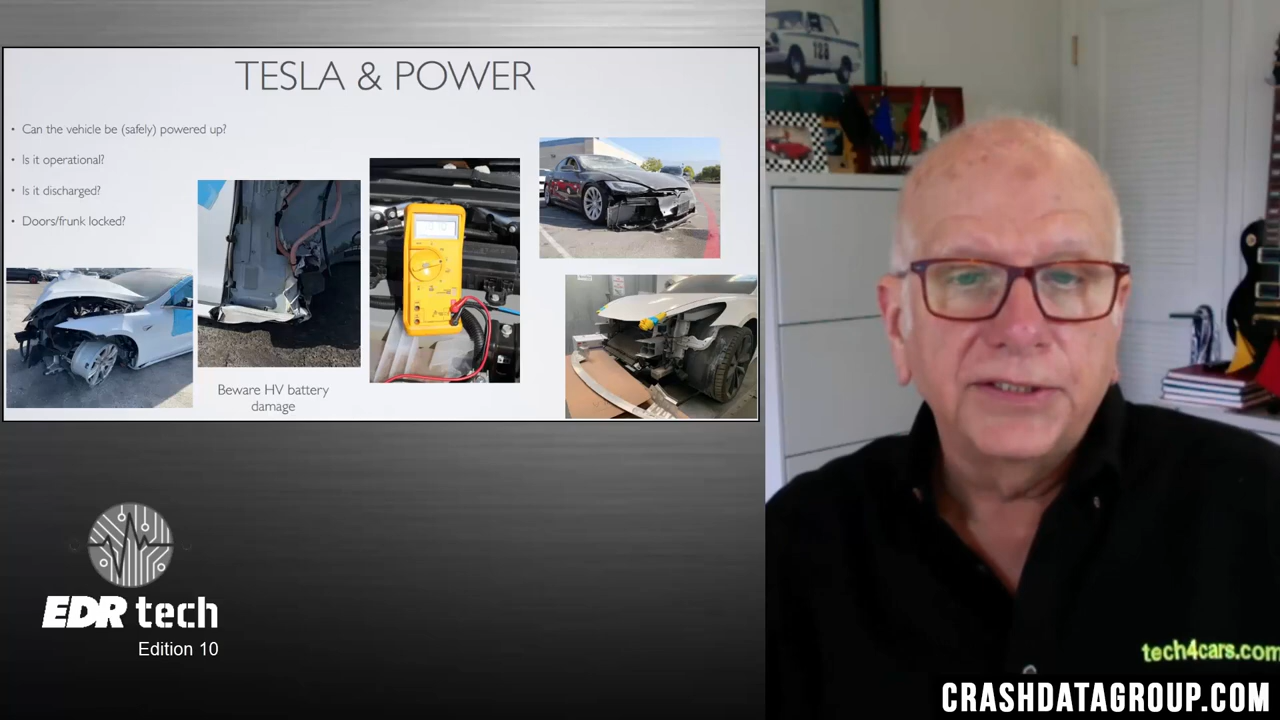 TESLA & POWER
• Can the vehicle be (safely) powered up?
• Is it operational?
• Is it discharged?
• Doors/frunk locked?
Beware HV battery
damage
128
EDR tech
Edition 10
tech4cars.com
CRASHDATAGROUP.COM